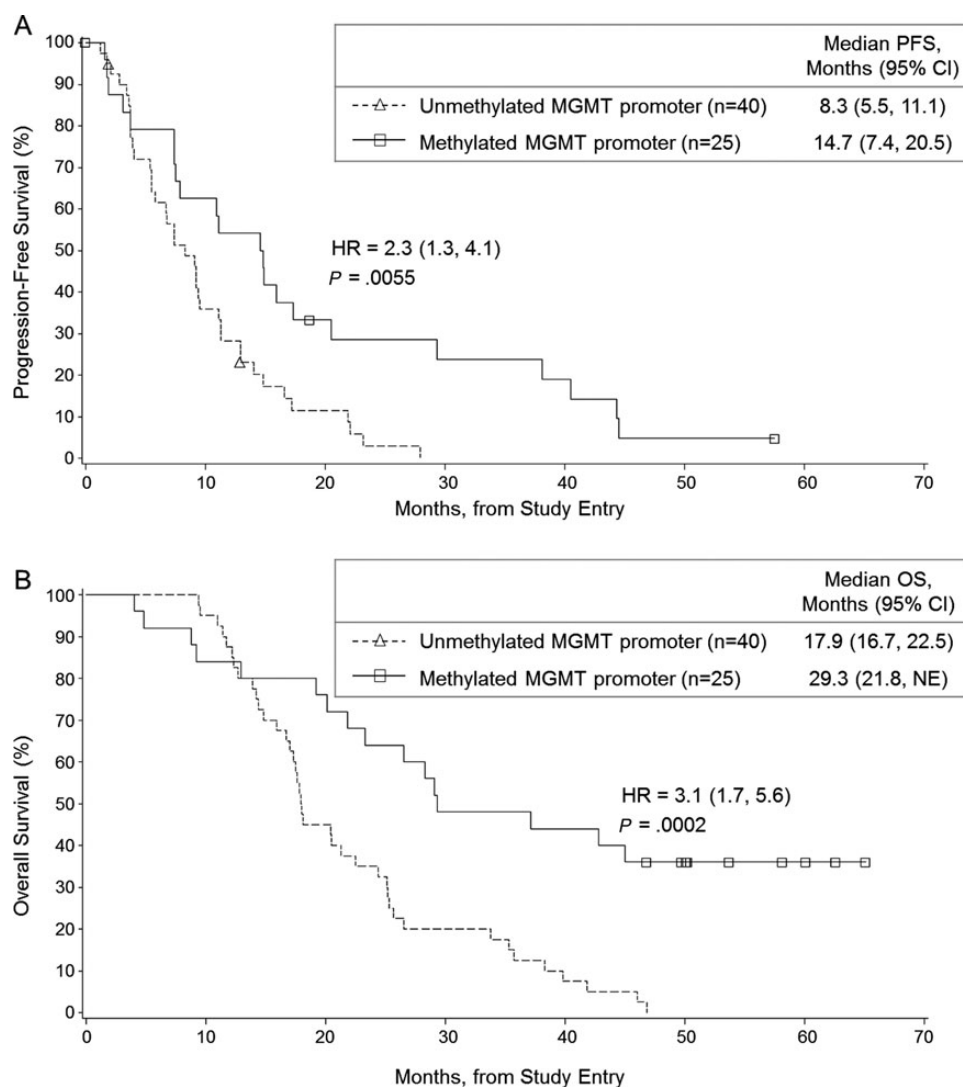 A
Median PFS,
Months (95% CI)
Unmethylated MGMT promoter (n=40) 8.3 (5.5, 11.1)
Methylated MGMT promoter (n=25) 14.7 (7.4, 20.5)
HR = 2.3 (1.3, 4.1)
P = .0055
Progression-Free Survival (%)
100
90
80
70
60
50
40
30
20
10
0
0 10 20 30 40 50 60 70
Months, from Study Entry
B
Median OS,
Months (95% CI)
Unmethylated MGMT promoter (n=40) 17.9 (16.7, 22.5)
Methylated MGMT promoter (n=25) 29.3 (21.8, NE)
HR = 3.1 (1.7, 5.6)
P = .0002
Overall Survival (%)
100
90
80
70
60
50
40
30
20
10
0
0 10 20 30 40 50 60 70
Months, from Study Entry